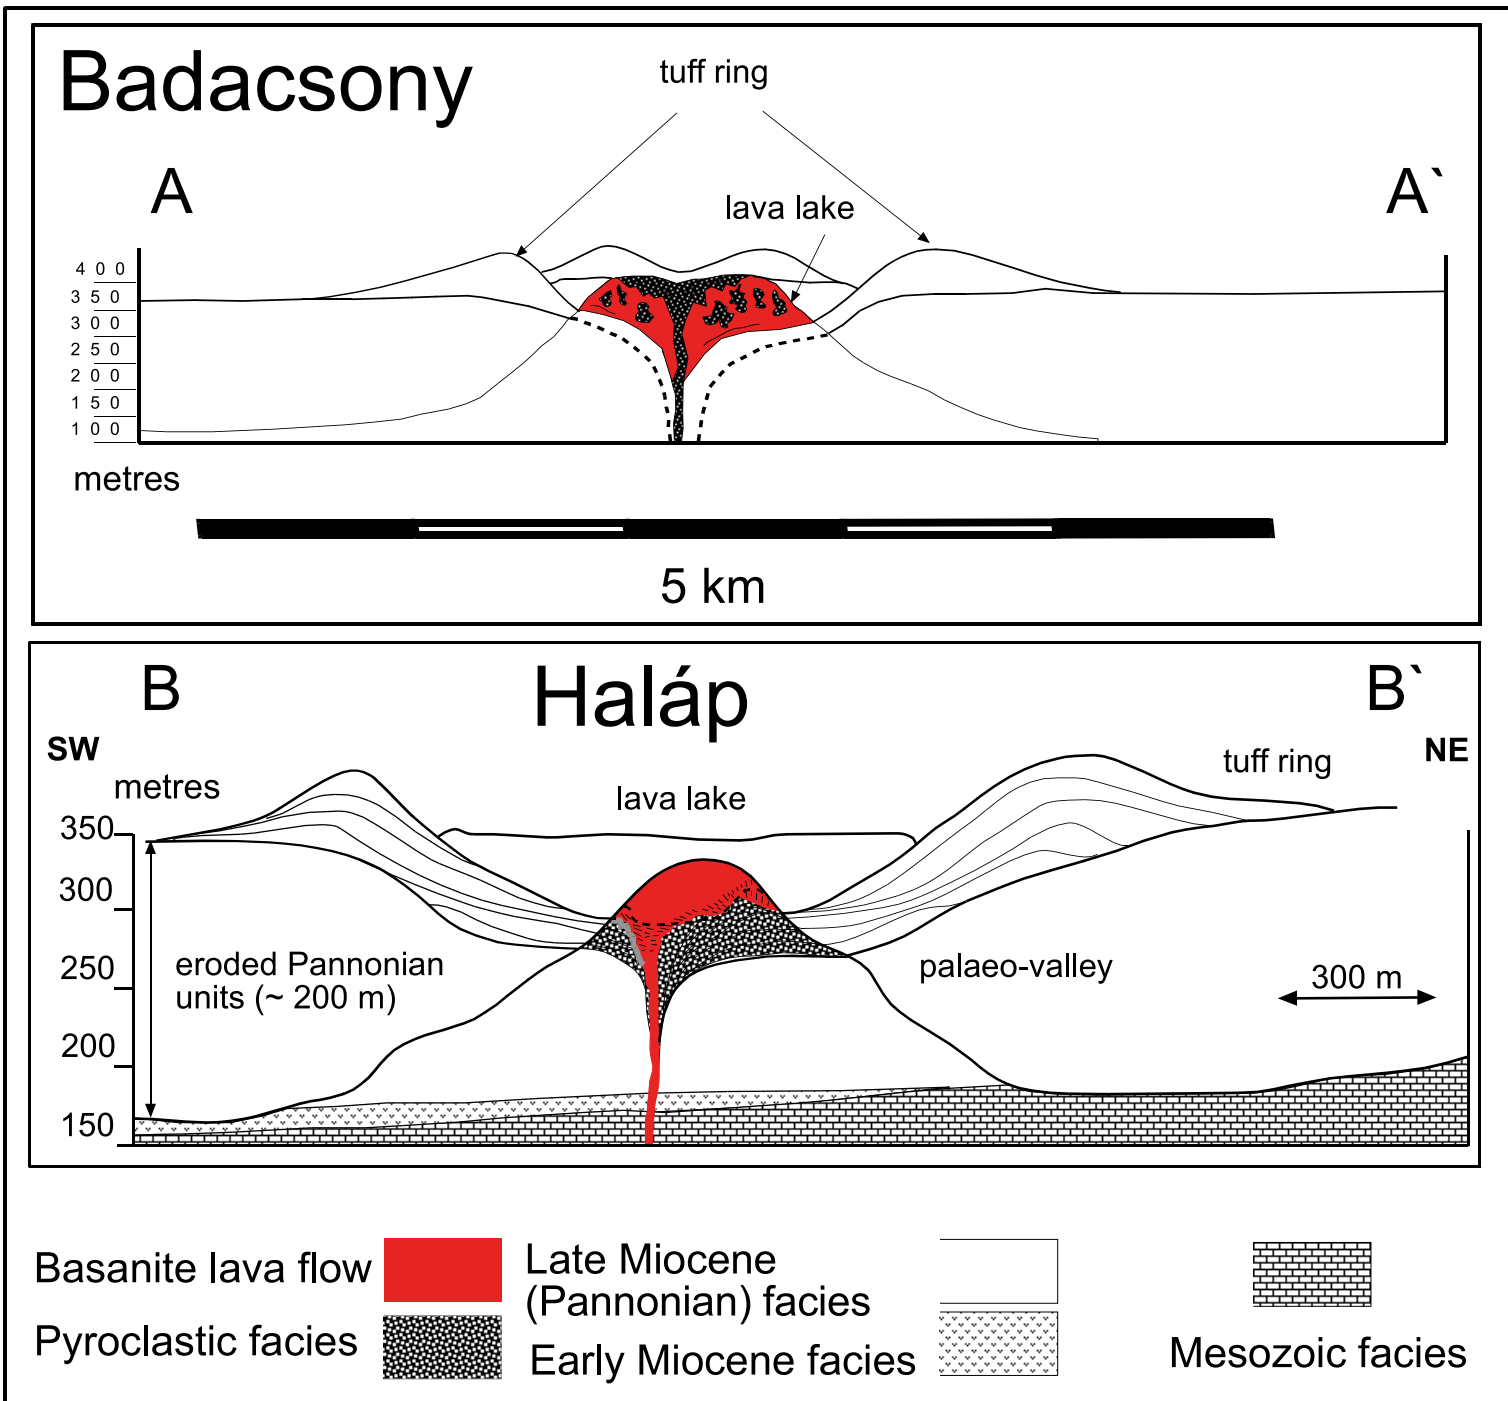 Badacsony
tuff ring
A
A`
lava lake
400
350
300
250
200
150
100
metres
5 km
B
Haláp
B`
SW
NE
metres
tuff ring
lava lake
350
300
250
200
150
eroded Pannonian
units (~ 200 m)
palaeo-valley
300 m
Basanite lava flow
Late Miocene
(Pannonian) facies
Pyroclastic facies
Early Miocene facies
Mesozoic facies